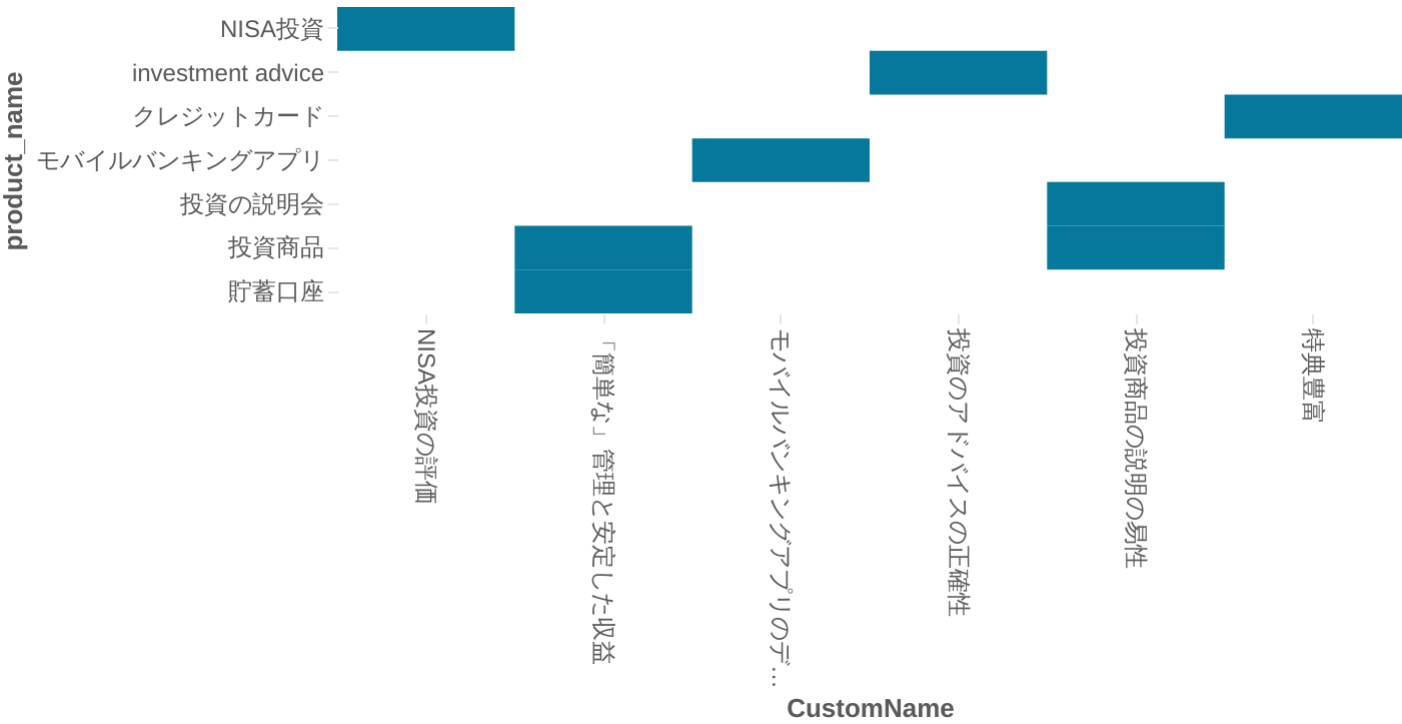 NISA投資
investment advice
クレジットカード
モバイルバンキングアプリ
投資の説明会
投資商品
貯蓄口座
product_name
NISA投資の評価
「簡単な」管理と安定した収益
モバイルバンキングアプリのデ…
投資のアドバイスの正確性
投資商品の説明の易性
特典豊富
CustomName